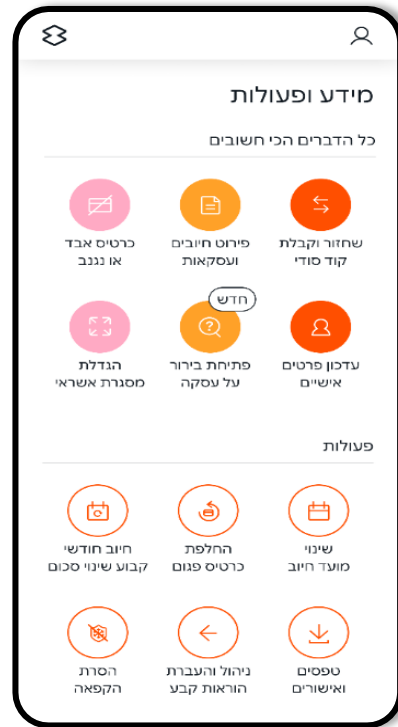 מידע ופעולות
כל הדברים הכי חשובים
שחזור וקבלת
קוד סודי
פירוט חיובים
ועסקאות
כרטיס אבד
או נגנב
חדש
עדכון פרטים
אישיים
פתיחת בירור
על עסקה
הגדלת
מסגרת אשראי
פעולות
שינוי
מועד חיוב
החלפת
כרטיס פגום
חיוב חודשי
קבוע שינוי סכום
טפסים
ואישורים
ניהול והעברת
הוראות קבע
הסרת
הקפאה